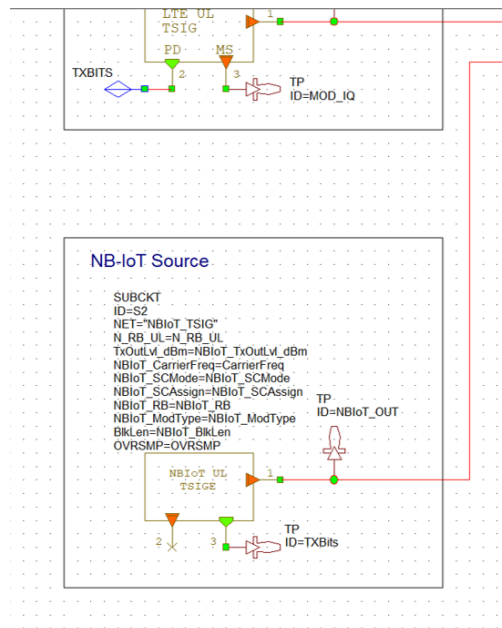 LTE UL
TSIG
1
PD
MS
TXBITS
2
3
TP
ID=MOD_IQ
NB-IoT Source
SUBCKT
ID=S2
NET="NBIoT_TSIG"
N_RB_UL=N_RB_UL
TxOutLvl_dBm=NBIoT_TxOutLvl_dBm
NBIoT_CarrierFreq=CarrierFreq
NBIoT_SCMode=NBIoT_SCMode
NBIoT_SCAssign=NBIoT_SCAssign
NBIoT_RB=NBIoT_RB
NBIoT_ModType=NBIoT_ModType
BlkLen=NBIoT_BlkLen
OVRSMP=OVRSMP
TP
ID=NBIoT_OUT
NBIoT UL
TSIGE
1
2
3
TP
ID=TXBits